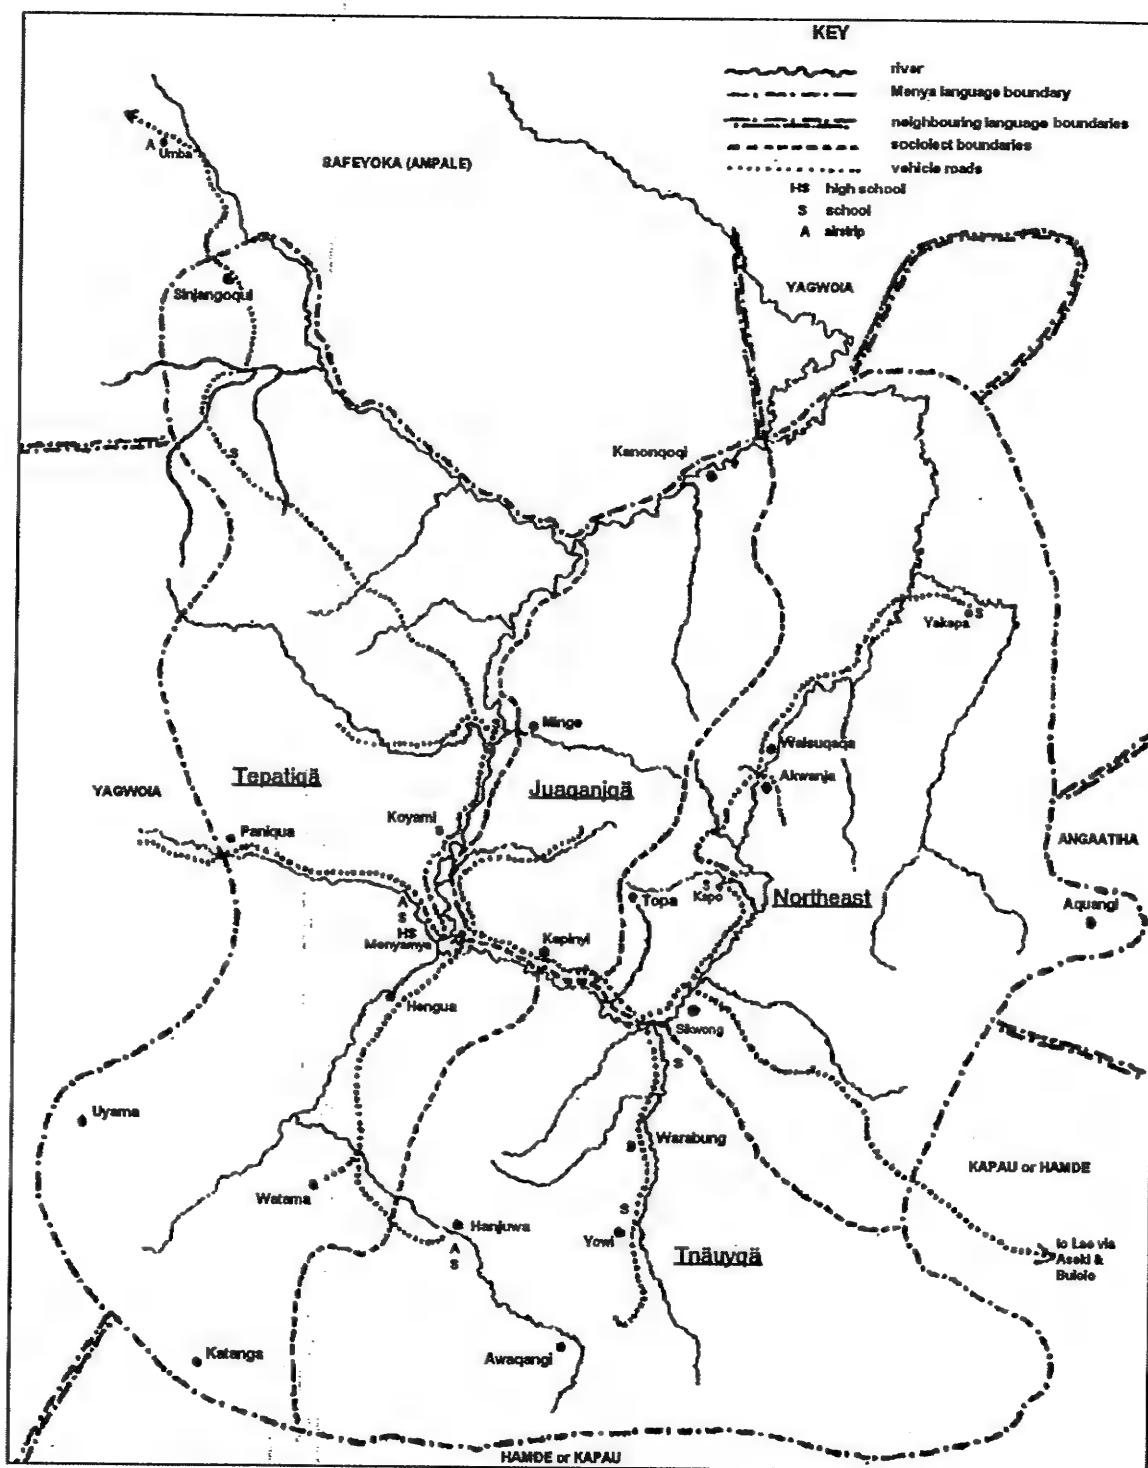 KEY
river
Menya language boundary
neighbouring language boundaries
sociolect boundaries
vehicle roads
HS high school
S school
A airstrip
A
Umba
SAFEYOKA (AMPALE)
YAGWOIA
Sinjangoqui
S
Kanonqoqi
Yakepa
S
S
Minge
Walsuqaqa
Akwanja
Tepatiqä
Juaqanjqä
YAGWOIA
Koyami
Paniqua
ANGAATIHA
A
S
HS
Menyamya
Topa
S
Kapo
Northeast
Aquangi
Kapinyi
Hengua
Sikwong
S
Uyama
Warabung
KAPAU or HAMDE
Watama
Hanjuwa
A
S
S
Yowi
Tnäuyqä
to Lae via
Aseki &
Bulolo
Katanga
Awaqangi
HAMDE or KAPAU